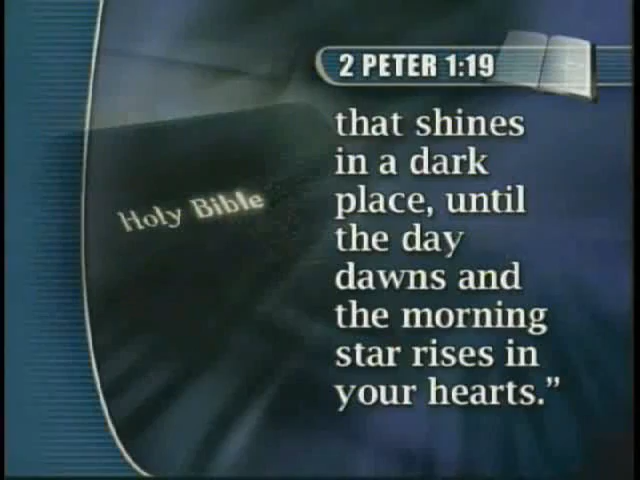 2 PETER 1:19
that shines
in a dark
place, until
the day
dawns and
the morning
star rises in
your hearts.”
Holy Bible